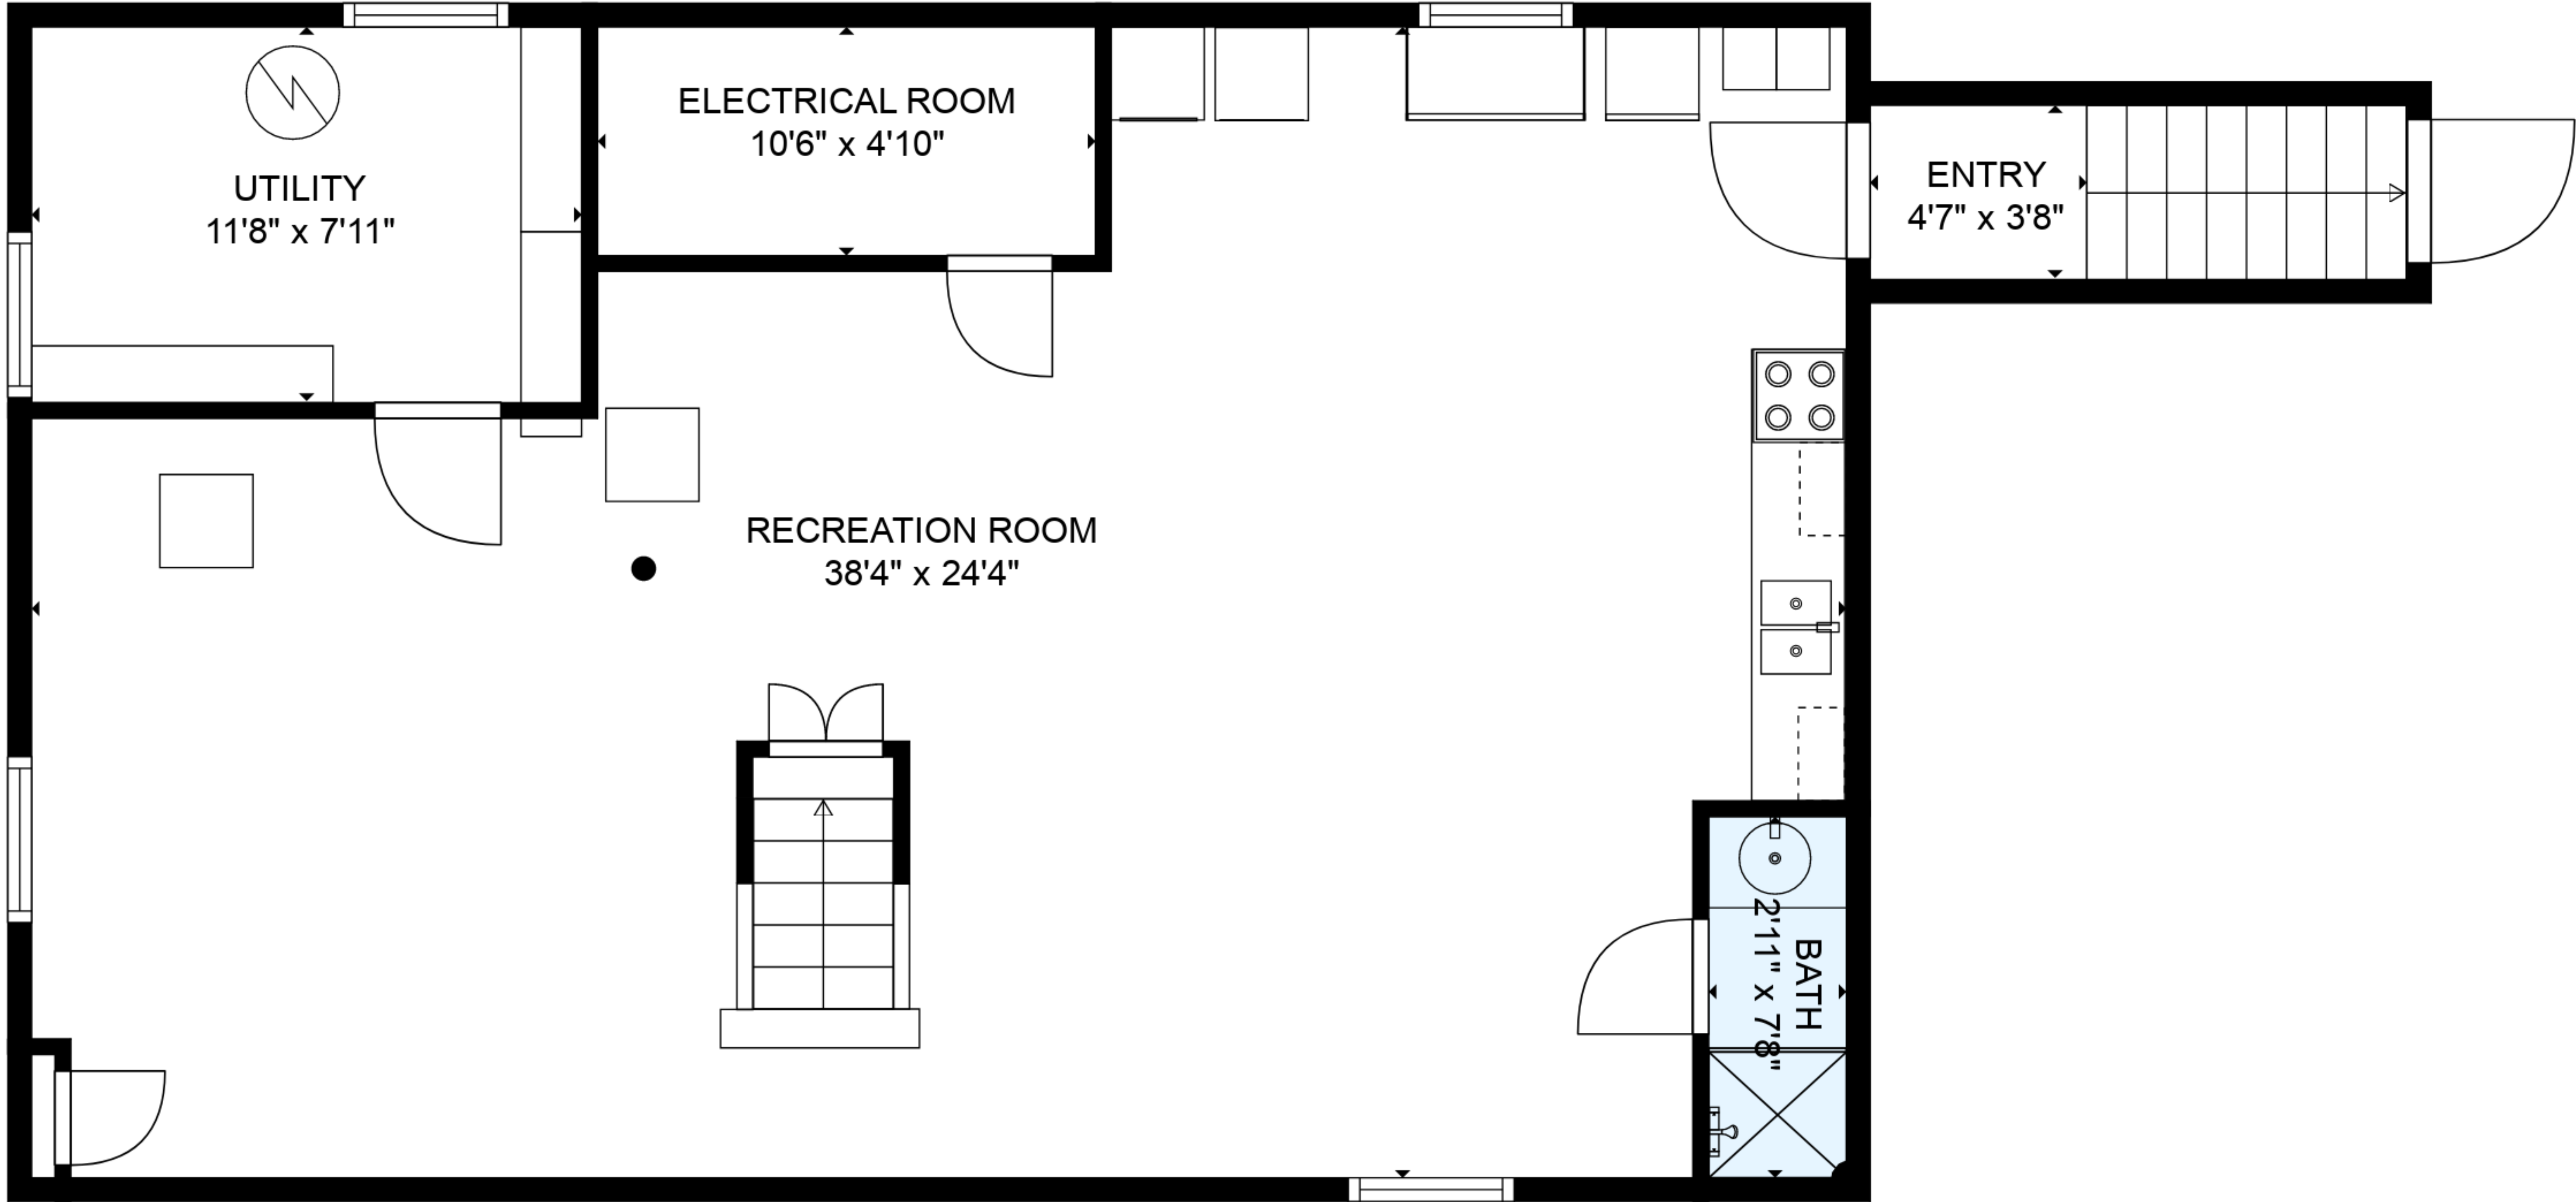 ELECTRICAL ROOM
10'6" x 4'10"
UTILITY
11'8" x 7'11"
ENTRY
4'7" x 3'8"
RECREATION ROOM
38'4" x 24'4"
BATH
2'11" x 7'8"